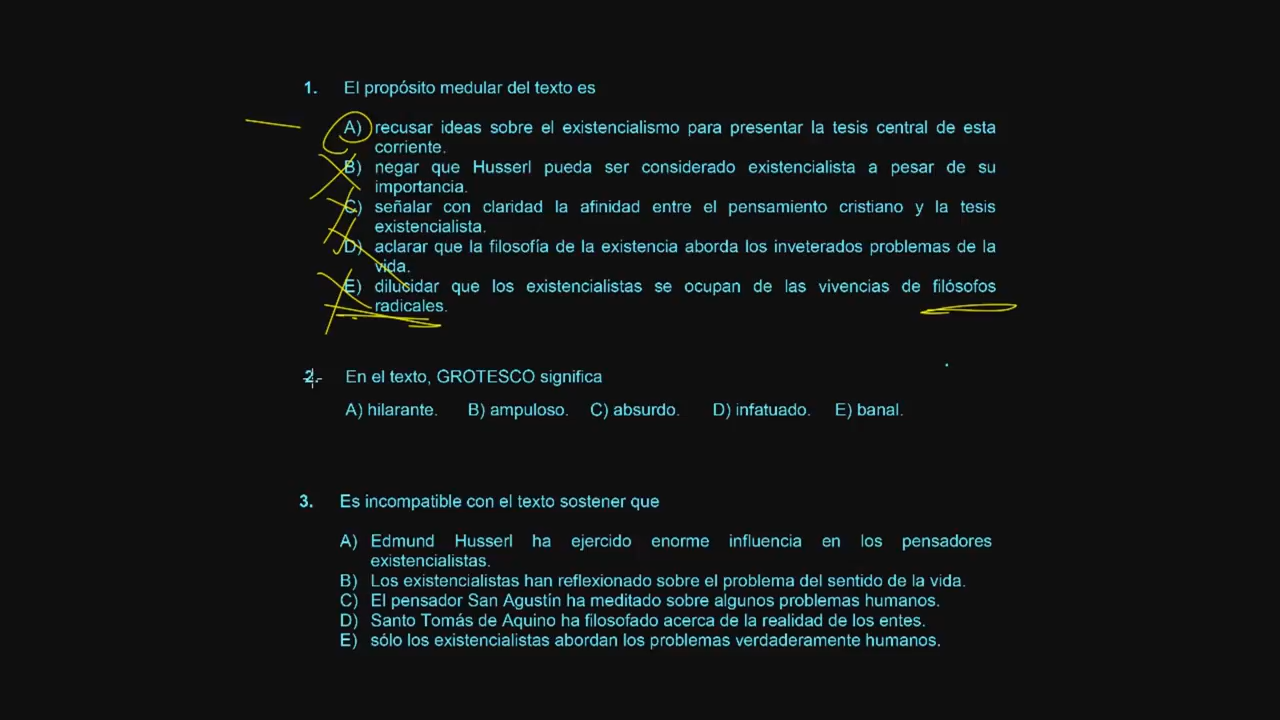 1. El propósito medular del texto es
A) recusar ideas sobre el existencialismo para presentar la tesis central de esta
corriente.
B) negar que Husserl pueda ser considerado existencialista a pesar de su
importancia.
C) señalar con claridad la afinidad entre el pensamiento cristiano y la tesis
existencialista.
D) aclarar que la filosofía de la existencia aborda los inveterados problemas de la
vida.
E) dilucidar que los existencialistas se ocupan de las vivencias de filósofos
radicales.
2. En el texto, GROTESCO significa
A) hilarante. B) ampuloso. C) absurdo. D) infatuado. E) banal.
3. Es incompatible con el texto sostener que
A) Edmund Husserl ha ejercido enorme influencia en los pensadores
existencialistas.
B) Los existencialistas han reflexionado sobre el problema del sentido de la vida.
C) El pensador San Agustín ha meditado sobre algunos problemas humanos.
D) Santo Tomás de Aquino ha filosofado acerca de la realidad de los entes.
E) sólo los existencialistas abordan los problemas verdaderamente humanos.